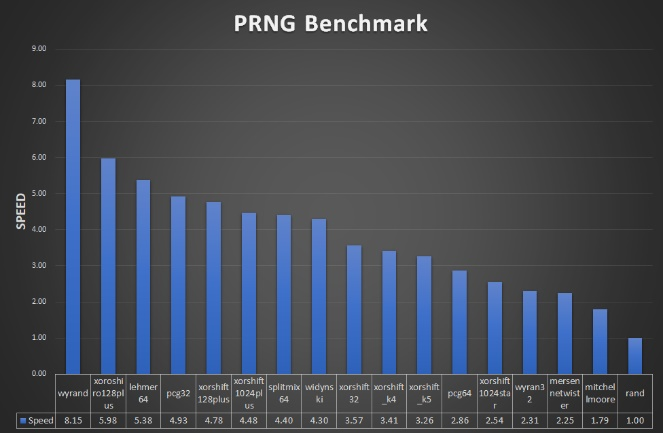 PRNG Benchmark
9.00
8.00
7.00
6.00
5.00
4.00
3.00
2.00
1.00
0.00
SPEED
wyrand
xoroshi
ro128pl
us
lehmer
64
pcg32
xorshift
128plus
xorshift
1024pl
us
splitmix
64
widyns
ki
xorshift
32
xorshift
_k4
xorshift
_k5
pcg64
xorshift
1024sta
r
wyran3
2
mersen
netwist
er
mitchel
lmoore
rand
Speed 8.15 5.98 5.38 4.93 4.78 4.48 4.40 4.30 3.57 3.41 3.26 2.86 2.54 2.31 2.25 1.79 1.00